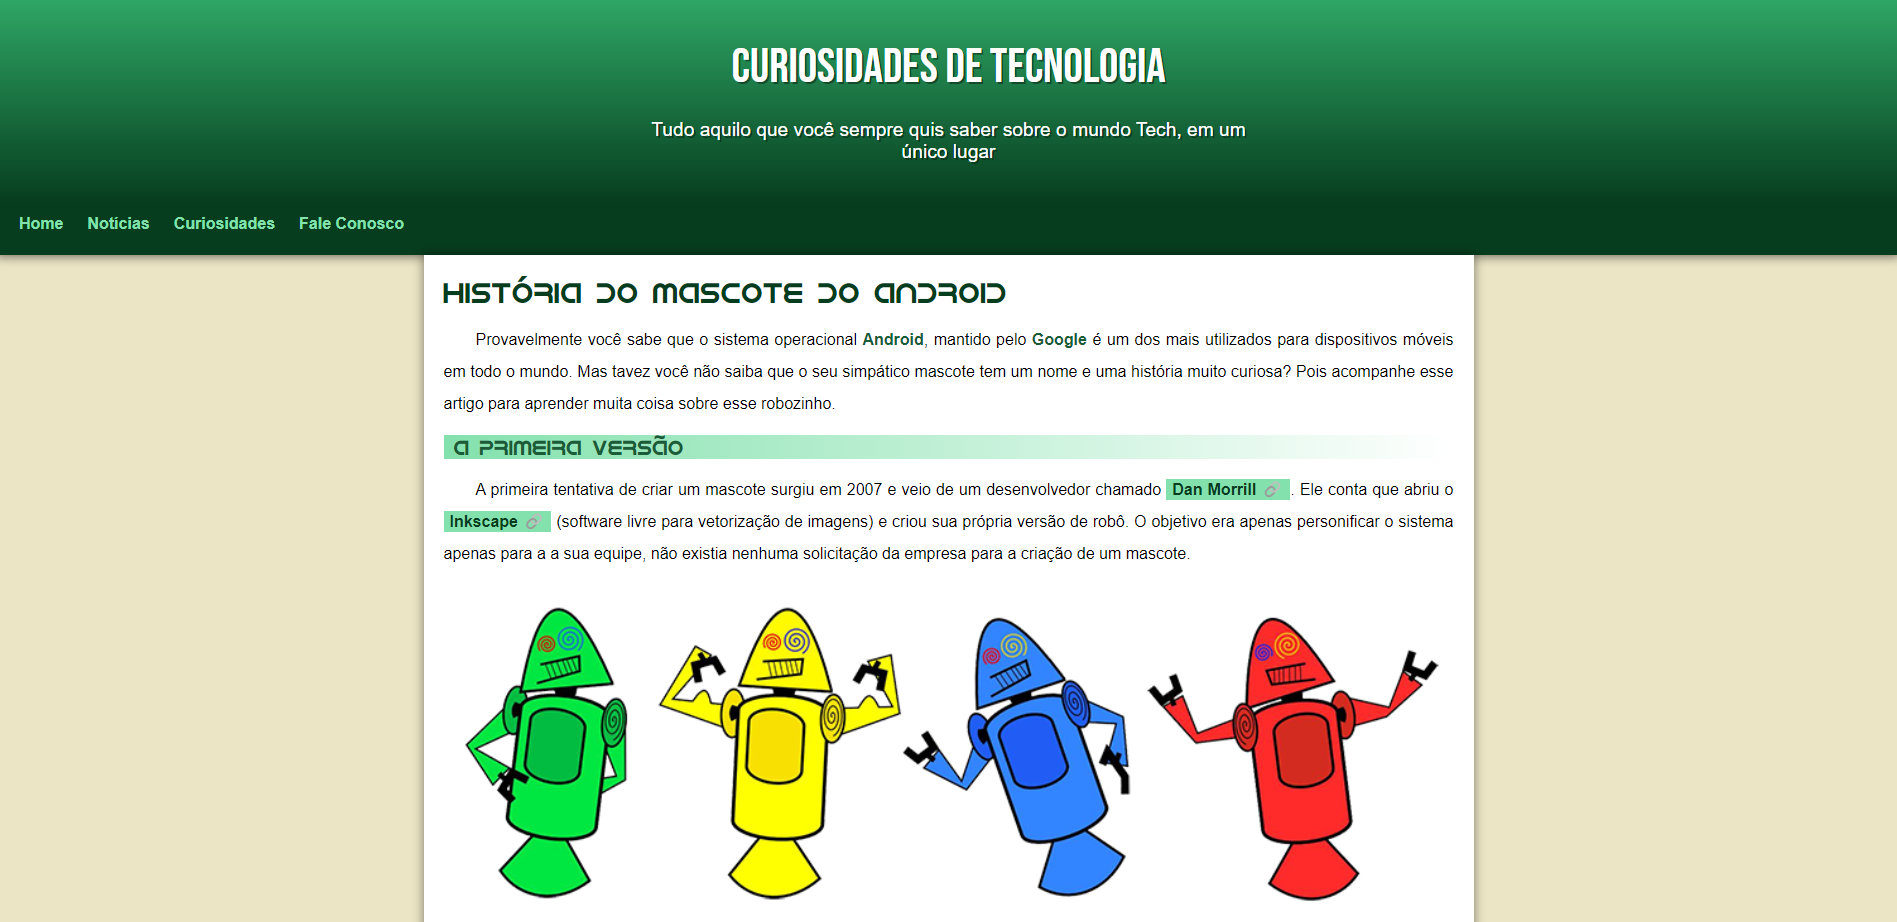 CURIOSIDADES DE TECNOLOGIA
Tudo aquilo que você sempre quis saber sobre o mundo Tech, em um
único lugar
Home Notícias Curiosidades Fale Conosco
HISTÓRIA DO MASCOTE DO ANDROID
Provavelmente você sabe que o sistema operacional Android, mantido pelo Google é um dos mais utilizados para dispositivos móveis
em todo o mundo. Mas tavez você não saiba que o seu simpático mascote tem um nome e uma história muito curiosa? Pois acompanhe esse
artigo para aprender muita coisa sobre esse robozinho.
A PRIMEIRA VERSÃO
A primeira tentativa de criar um mascote surgiu em 2007 e veio de um desenvolvedor chamado Dan Morrill . Ele conta que abriu o
Inkscape (software livre para vetorização de imagens) e criou sua própria versão de robô. O objetivo era apenas personificar o sistema
apenas para a a sua equipe, não existia nenhuma solicitação da empresa para a criação de um mascote.